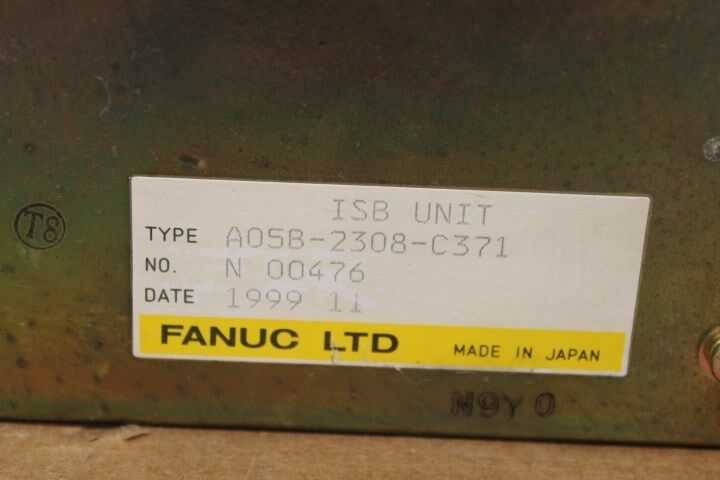 T8
ISB UNIT
TYPE A05B-2308-C371
NO. N 00476
DATE 1999 11
FANUC LTD MADE IN JAPAN
N9Y0